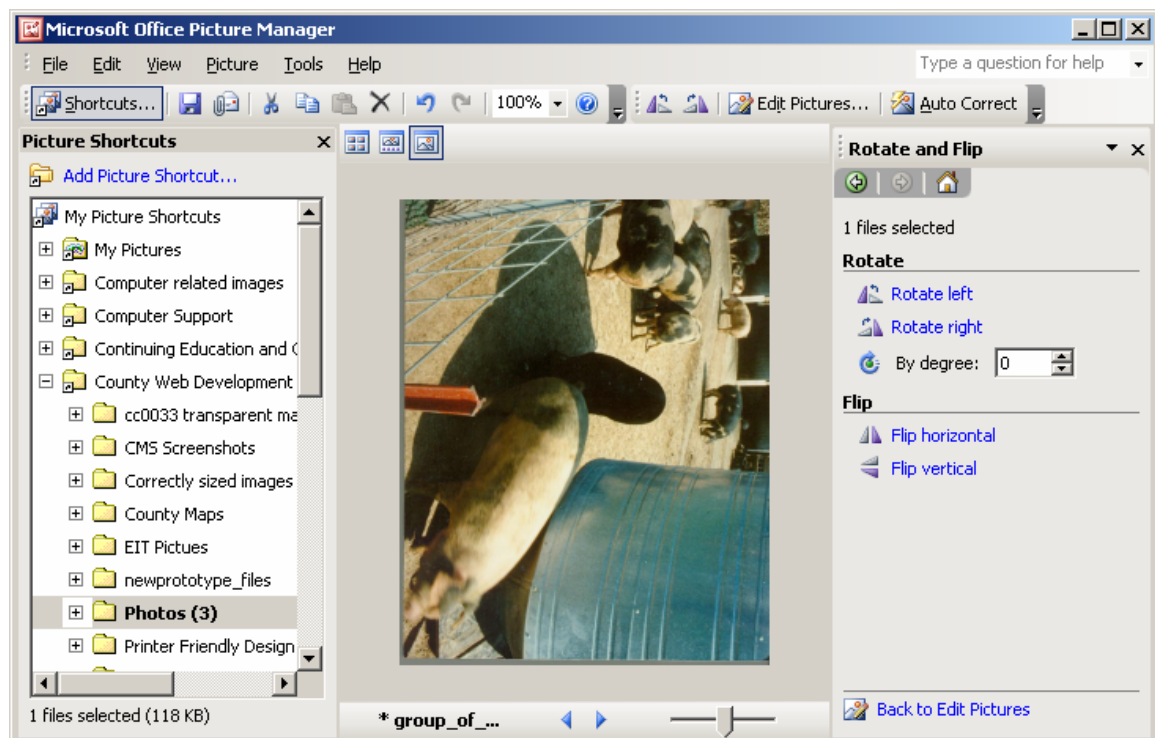 Microsoft Office Picture Manager
File Edit View Picture Tools Help Type a question for help
Shortcuts... 100% Edit Pictures... Auto Correct
Picture Shortcuts
Add Picture Shortcut...
My Picture Shortcuts
My Pictures
Computer related images
Computer Support
Continuing Education and
County Web Development
cc0033 transparent ma
CMS Screenshots
Correctly sized images
County Maps
EIT Pictues
newprototype_files
Photos (3)
Printer Friendly Design
1 files selected (118 KB)
* group_of_...
Rotate and Flip
1 files selected
Rotate
Rotate left
Rotate right
By degree: 0
Flip
Flip horizontal
Flip vertical
Back to Edit Pictures